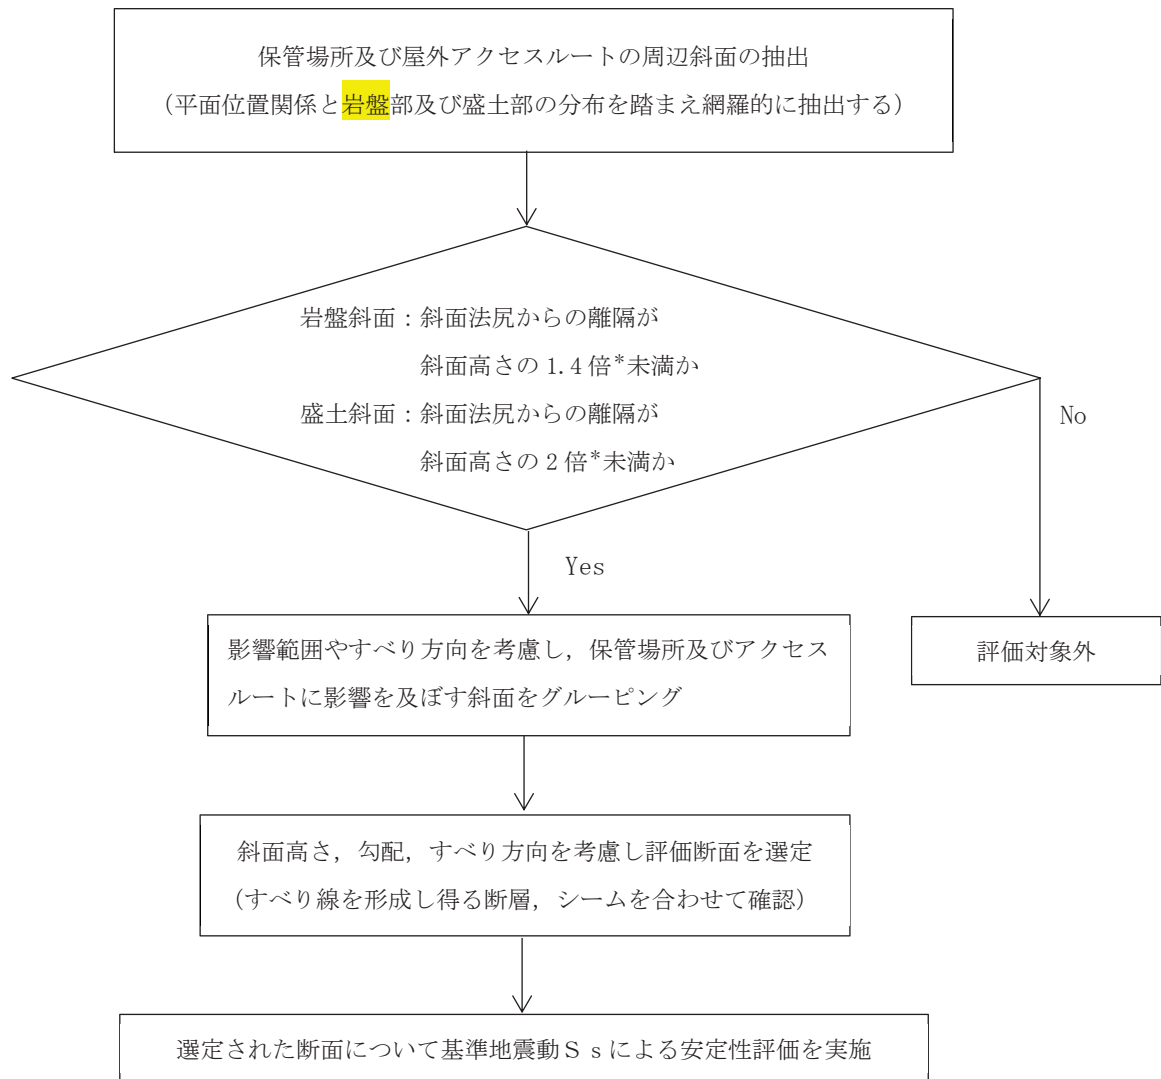 保管場所及び屋外アクセスルートの周辺斜面の抽出
（平面位置関係と岩盤部及び盛土部の分布を踏まえ網羅的に抽出する）
岩盤斜面：斜面法尻からの離隔が
斜面高さの 1.4 倍*未満か
盛土斜面：斜面法尻からの離隔が
斜面高さの 2 倍*未満か
No
Yes
影響範囲やすべり方向を考慮し，保管場所及びアクセス
ルートに影響を及ぼす斜面をグルーピング
評価対象外
斜面高さ，勾配，すべり方向を考慮し評価断面を選定
（すべり線を形成し得る断層，シームを合わせて確認）
選定された断面について基準地震動Ｓｓによる安定性評価を実施